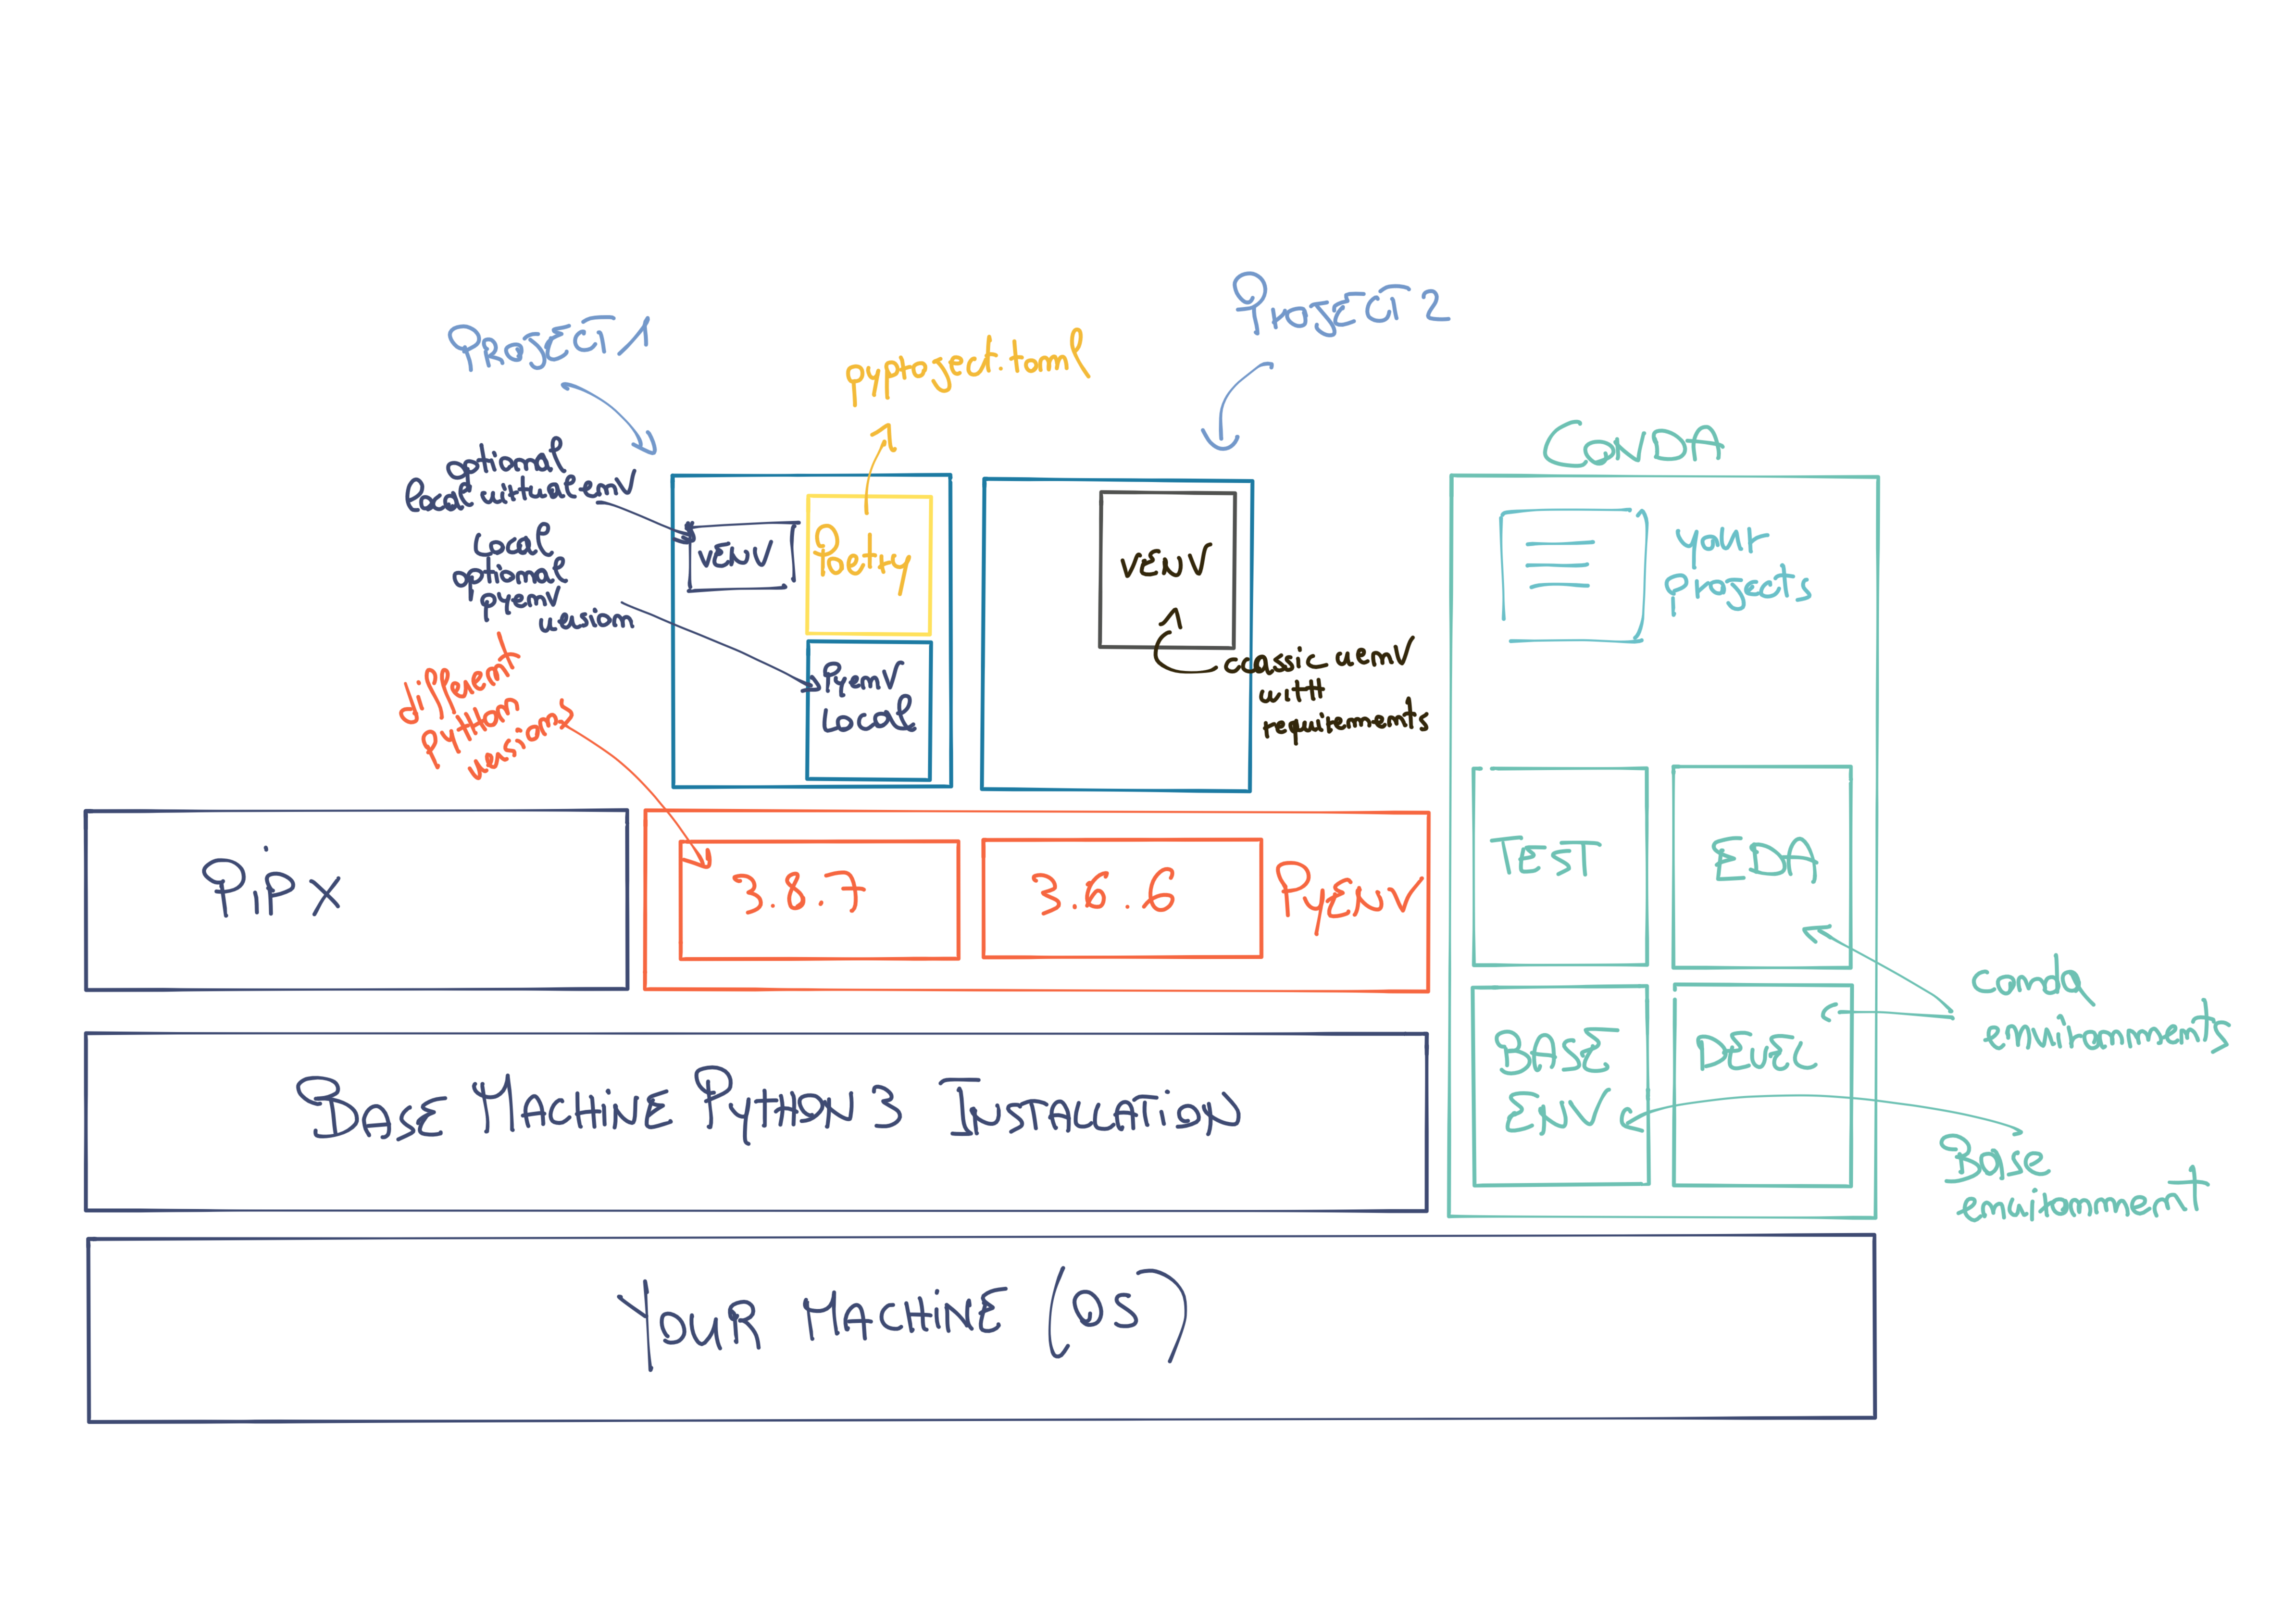 PROJECT 1
PROJECT 2
pyproject.toml
optional
local virtual env
Local
optional
pyenv
version
different
Python
versions
VENV
Poetry
Pyenv
Local
VENV
classic venv
with
requirements
CONDA
your
projects
TEST
EDA
BASE
ENV
DEVEL
conda
environments
Base
environment
PiPX
3.8.7
3.6.6
PyENV
BASE MACHINE PYTHON 3 INSTALLATION
YOUR MACHINE (OS)